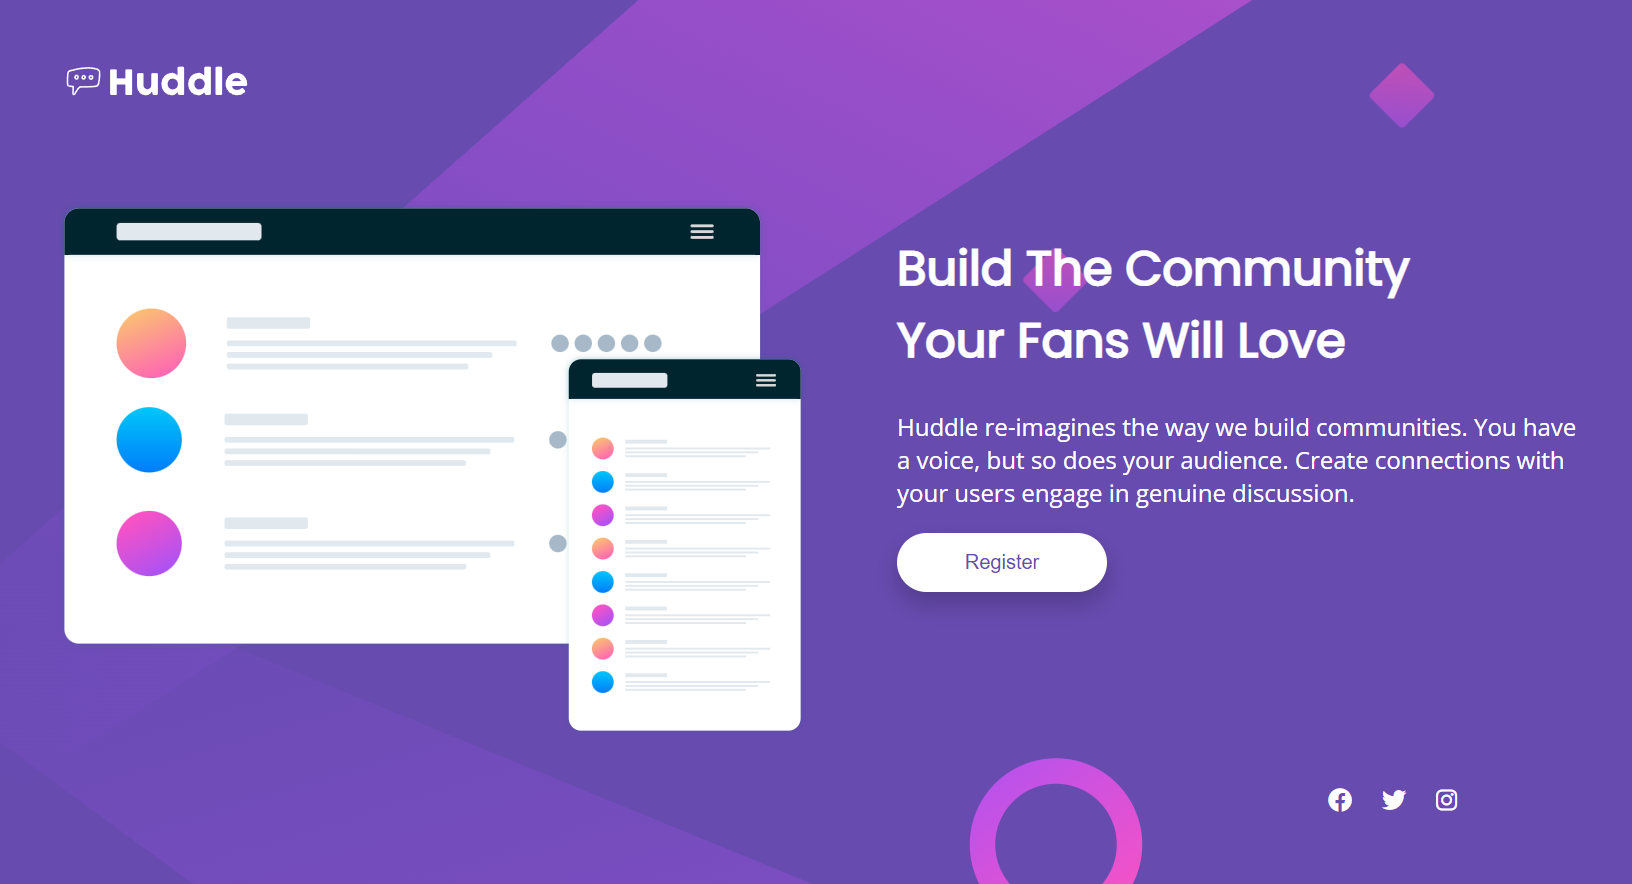 Huddle
Build The Community
Your Fans Will Love
Huddle re-imagines the way we build communities. You have
a voice, but so does your audience. Create connections with
your users engage in genuine discussion.
Register